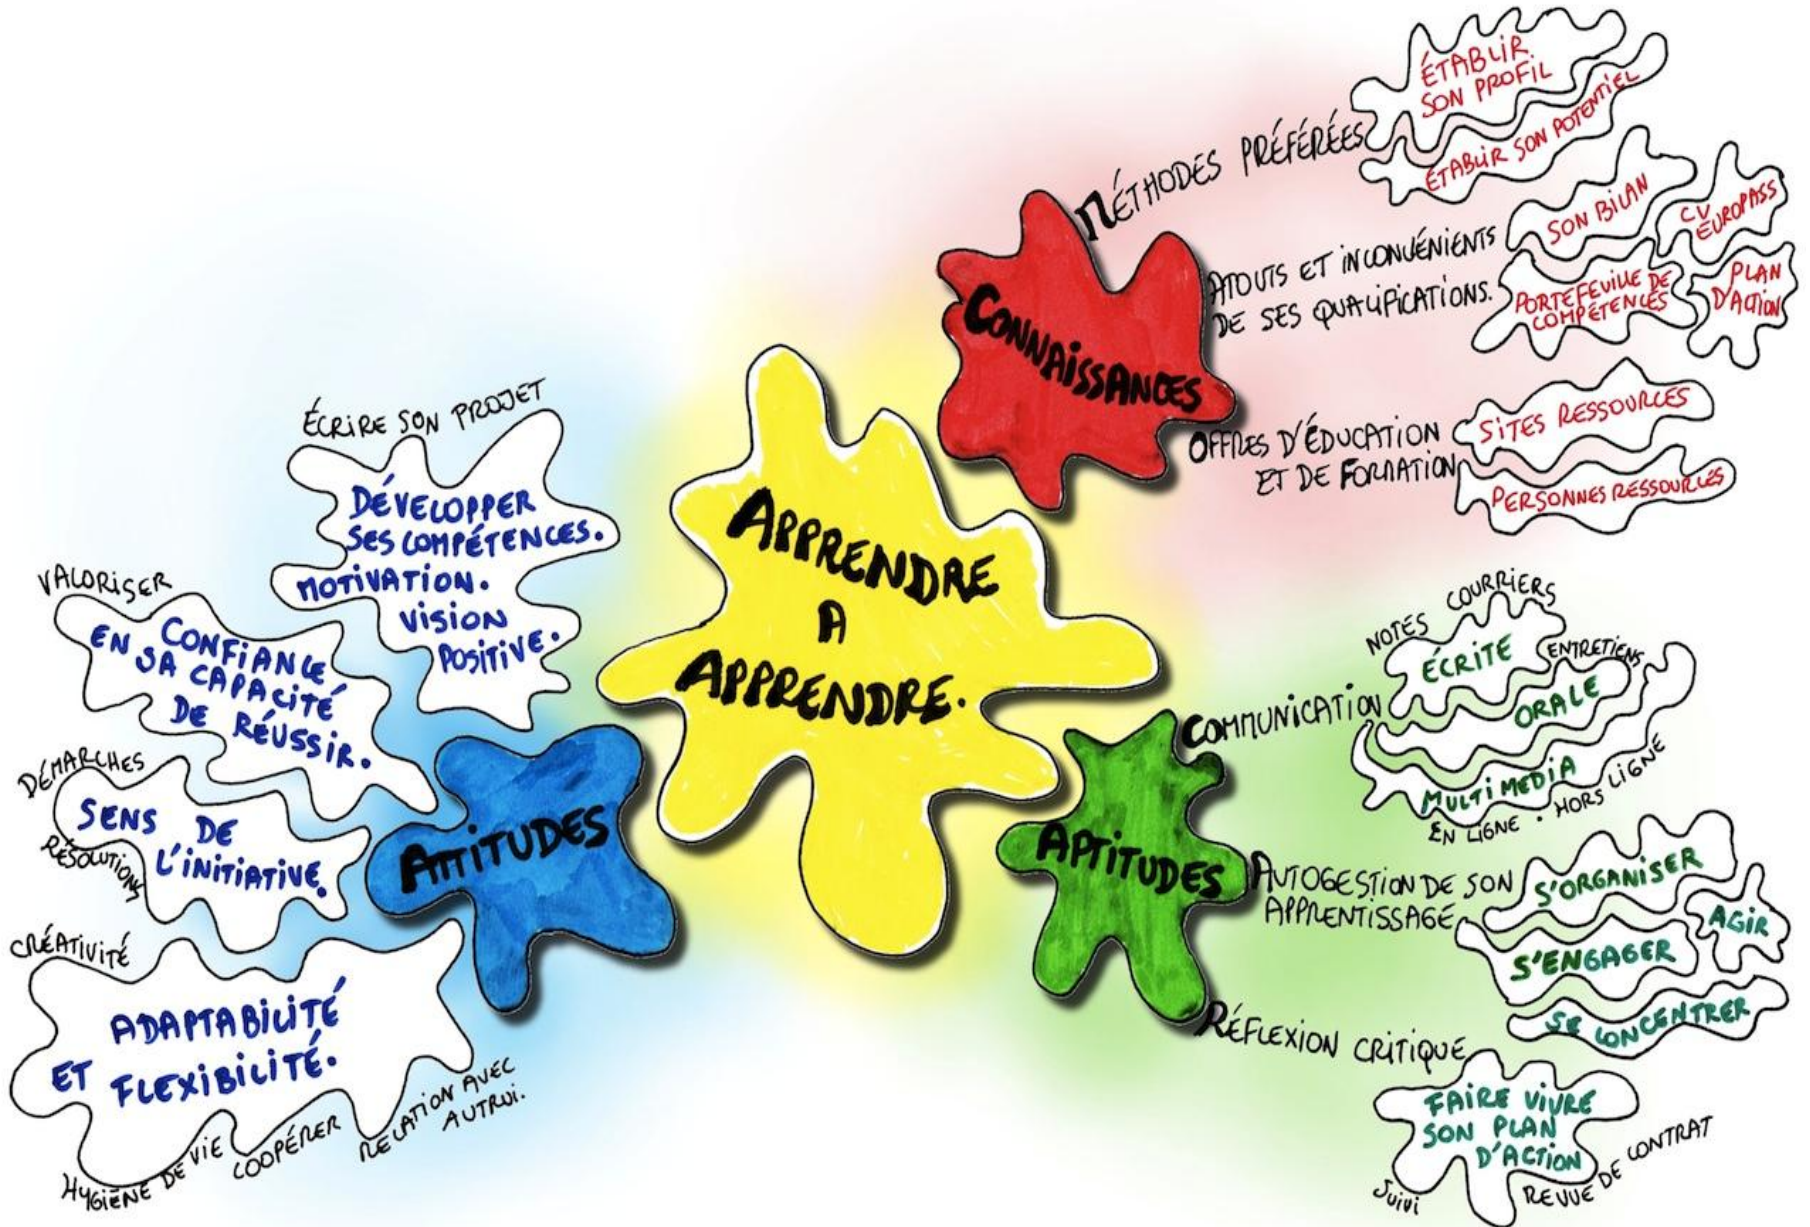 APPRENDRE
A
APPRENDRE.
CONNAISSANCES
MÉTHODES PRÉFÉRÉES
ÉTABLIR
SON PROFIL
ÉTABLIR SON POTENTIEL
ATOUTS ET INCONVÉNIENTS
DE SES QUALIFICATIONS.
SON BILAN
CV
EUROPASS
PORTEFEUILLE DE
COMPÉTENCES
PLAN
D'ACTION
OFFRES D'ÉDUCATION
ET DE FORMATION
SITES RESSOURCES
PERSONNES RESSOURCES
APTITUDES
COMMUNICATION
NOTES COURRIERS
ÉCRITE
ENTRETIENS
ORALE
MULTIMEDIA
EN LIGNE . HORS LIGNE
AUTOGESTION DE SON
APPRENTISSAGE
S'ORGANISER
AGIR
S'ENGAGER
SE CONCENTRER
RÉFLEXION CRITIQUE
FAIRE VIVRE
SON PLAN
D'ACTION
SUIVI
REVUE DE CONTRAT
ATTITUDES
ÉCRIRE SON PROJET
DÉVELOPPER
SES COMPÉTENCES.
MOTIVATION.
VISION
POSITIVE.
VALORISER
CONFIANCE
EN SA CAPACITÉ
DE RÉUSSIR.
DÉMARCHES
SENS DE
L'INITIATIVE.
RÉSOLUTIONS
CRÉATIVITÉ
ADAPTABILITÉ
ET FLEXIBILITÉ.
HYGIÈNE DE VIE
COOPÉRER
RELATION AVEC
AUTRUI.